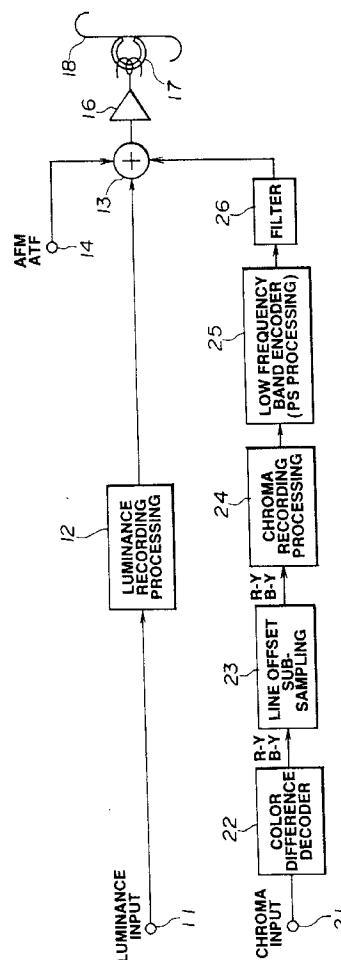 LUMINANCE
INPUT
11
12
LUMINANCE
RECORDING
PROCESSING
AFM
ATF
14
13
16
17
18
CHROMA
INPUT
21
22
COLOR
DIFFERENCE
DECODER
R-Y
B-Y
23
LINE OFFSET
SUB-
SAMPLING
R-Y
B-Y
24
CHROMA
RECORDING
PROCESSING
25
LOW FREQUENCY
BAND ENCODER
(PS PROCESSING)
26
FILTER